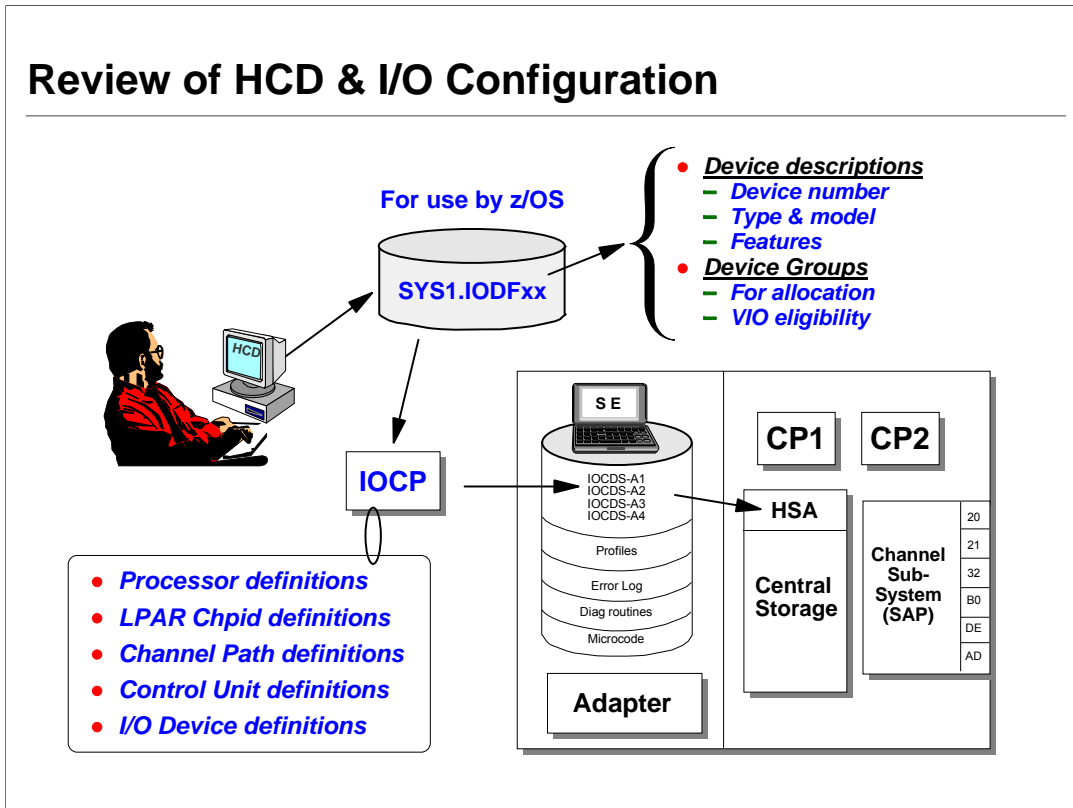 Review of HCD & I/O Configuration
For use by z/OS
SYS1.IODFxx
● Device descriptions
– Device number
– Type & model
– Features
● Device Groups
– For allocation
– VIO eligibility
HCD
IOCP
● Processor definitions
● LPAR Chpid definitions
● Channel Path definitions
● Control Unit definitions
● I/O Device definitions
S E
IOCDS-A1
IOCDS-A2
IOCDS-A3
IOCDS-A4
Profiles
Error Log
Diag routines
Microcode
Adapter
CP1
CP2
HSA
Central
Storage
Channel
Sub-
System
(SAP)
20
21
32
B0
DE
AD